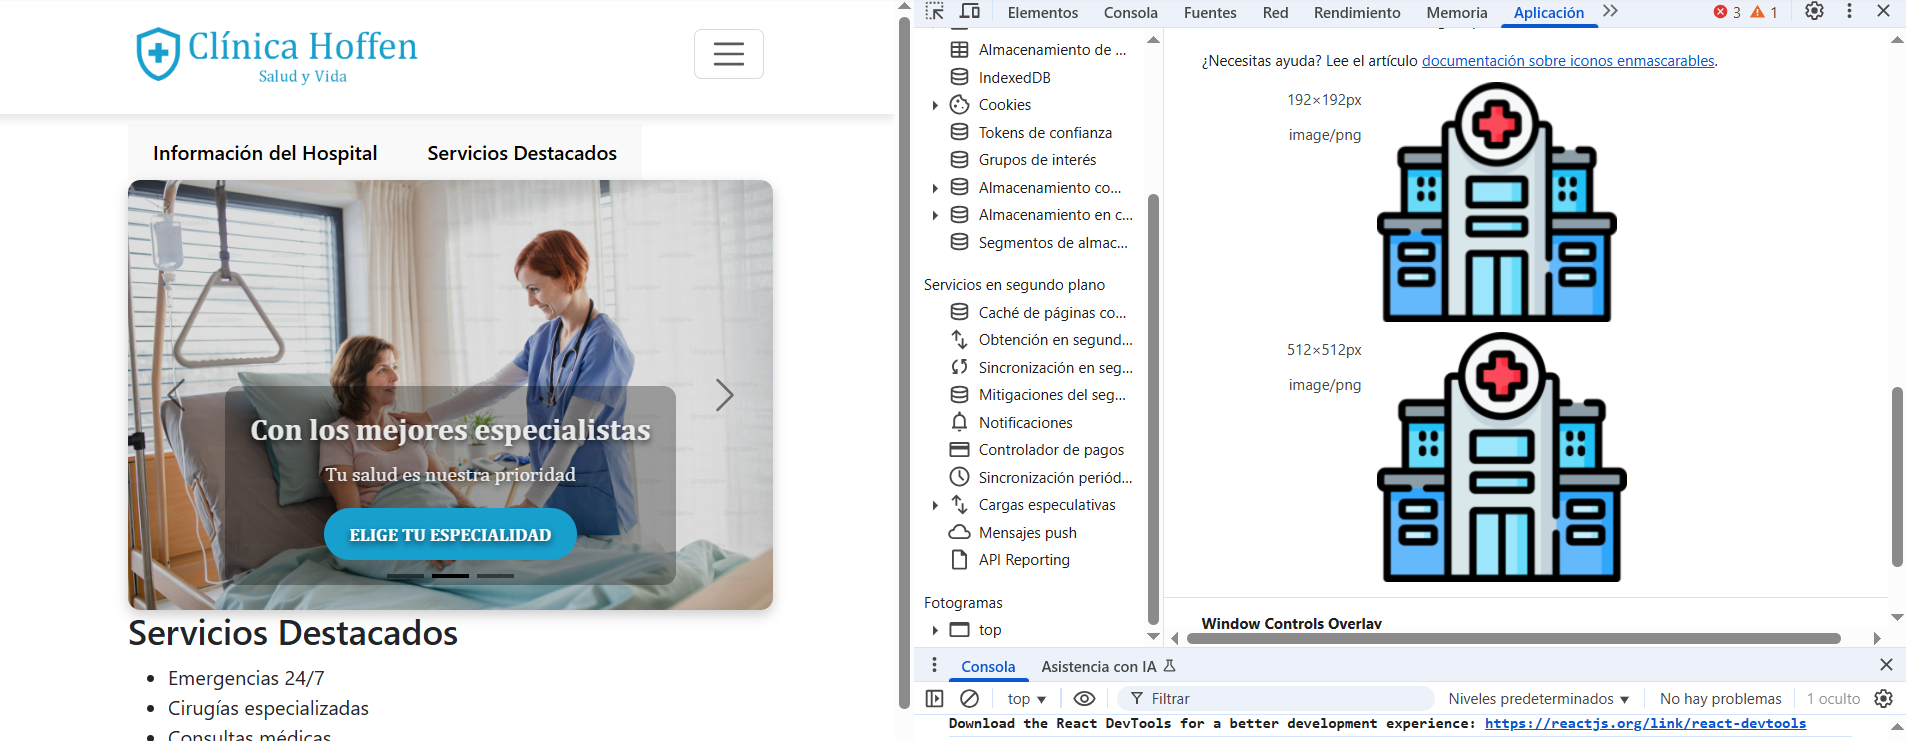 Clínica Hoffen
Salud y Vida
Información del Hospital
Servicios Destacados
Con los mejores especialistas
Tu salud es nuestra prioridad
ELIGE TU ESPECIALIDAD
Servicios Destacados
Emergencias 24/7
Cirugías especializadas
Consultas médicas
Elementos
Consola
Fuentes
Red
Rendimiento
Memoria
Aplicación
3
1
Almacenamiento de ...
IndexedDB
Cookies
Tokens de confianza
Grupos de interés
Almacenamiento co...
Almacenamiento en c...
Segmentos de almac...
Servicios en segundo plano
Caché de páginas co...
Obtención en segund...
Sincronización en seg...
Mitigaciones del seg...
Notificaciones
Controlador de pagos
Sincronización periód...
Cargas especulativas
Mensajes push
API Reporting
Fotogramas
top
¿Necesitas ayuda? Lee el artículo documentación sobre iconos enmascarables.
192×192px
image/png
512×512px
image/png
Window Controls Overlay
Consola
Asistencia con IA
top
Filtrar
Niveles predeterminados
No hay problemas
1 oculto
Download the React DevTools for a better development experience: https://reactjs.org/link/react-devtools